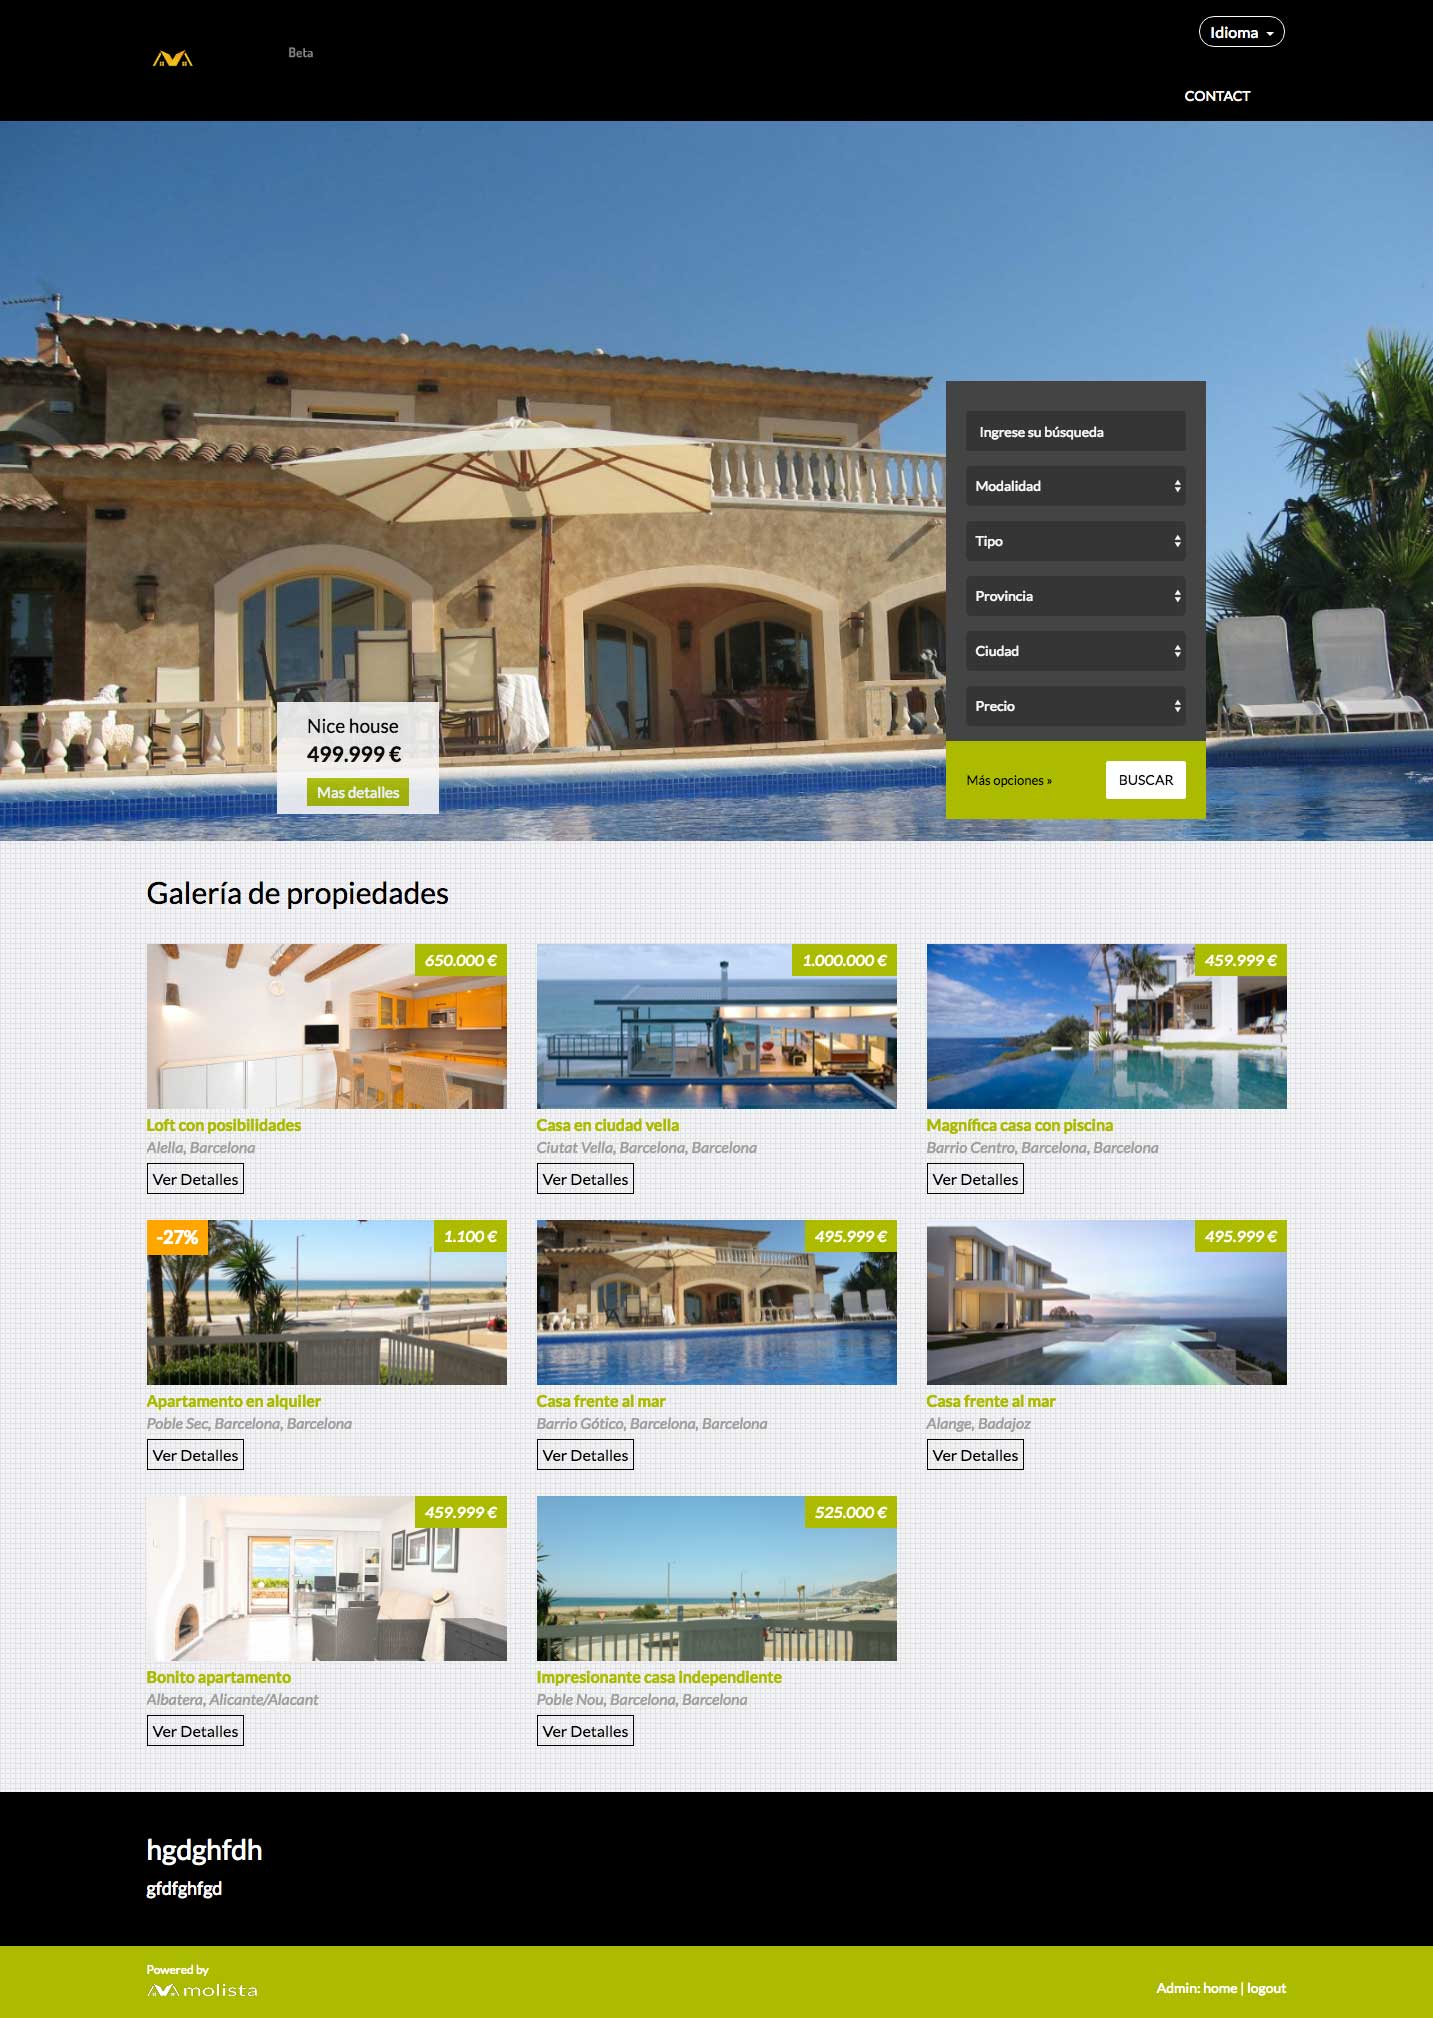 Idioma
Beta
CONTACT
Ingrese su búsqueda
Modalidad
Tipo
Provincia
Ciudad
Precio
Más opciones »
BUSCAR
Nice house
499.999 €
Mas detalles
Galería de propiedades
650.000 €
Loft con posibilidades
Alella, Barcelona
Ver Detalles
1.000.000 €
Casa en ciudad vella
Ciutat Vella, Barcelona, Barcelona
Ver Detalles
459.999 €
Magnífica casa con piscina
Barrio Centro, Barcelona, Barcelona
Ver Detalles
-27%
1.100 €
Apartamento en alquiler
Poble Sec, Barcelona, Barcelona
Ver Detalles
495.999 €
Casa frente al mar
Barrio Gótico, Barcelona, Barcelona
Ver Detalles
495.999 €
Casa frente al mar
Alange, Badajoz
Ver Detalles
459.999 €
Bonito apartamento
Albatera, Alicante/Alacant
Ver Detalles
525.000 €
Impresionante casa independiente
Poble Nou, Barcelona, Barcelona
Ver Detalles
hgdghfdh
gfdfghfgd
Powered by
molista
Admin: home | logout